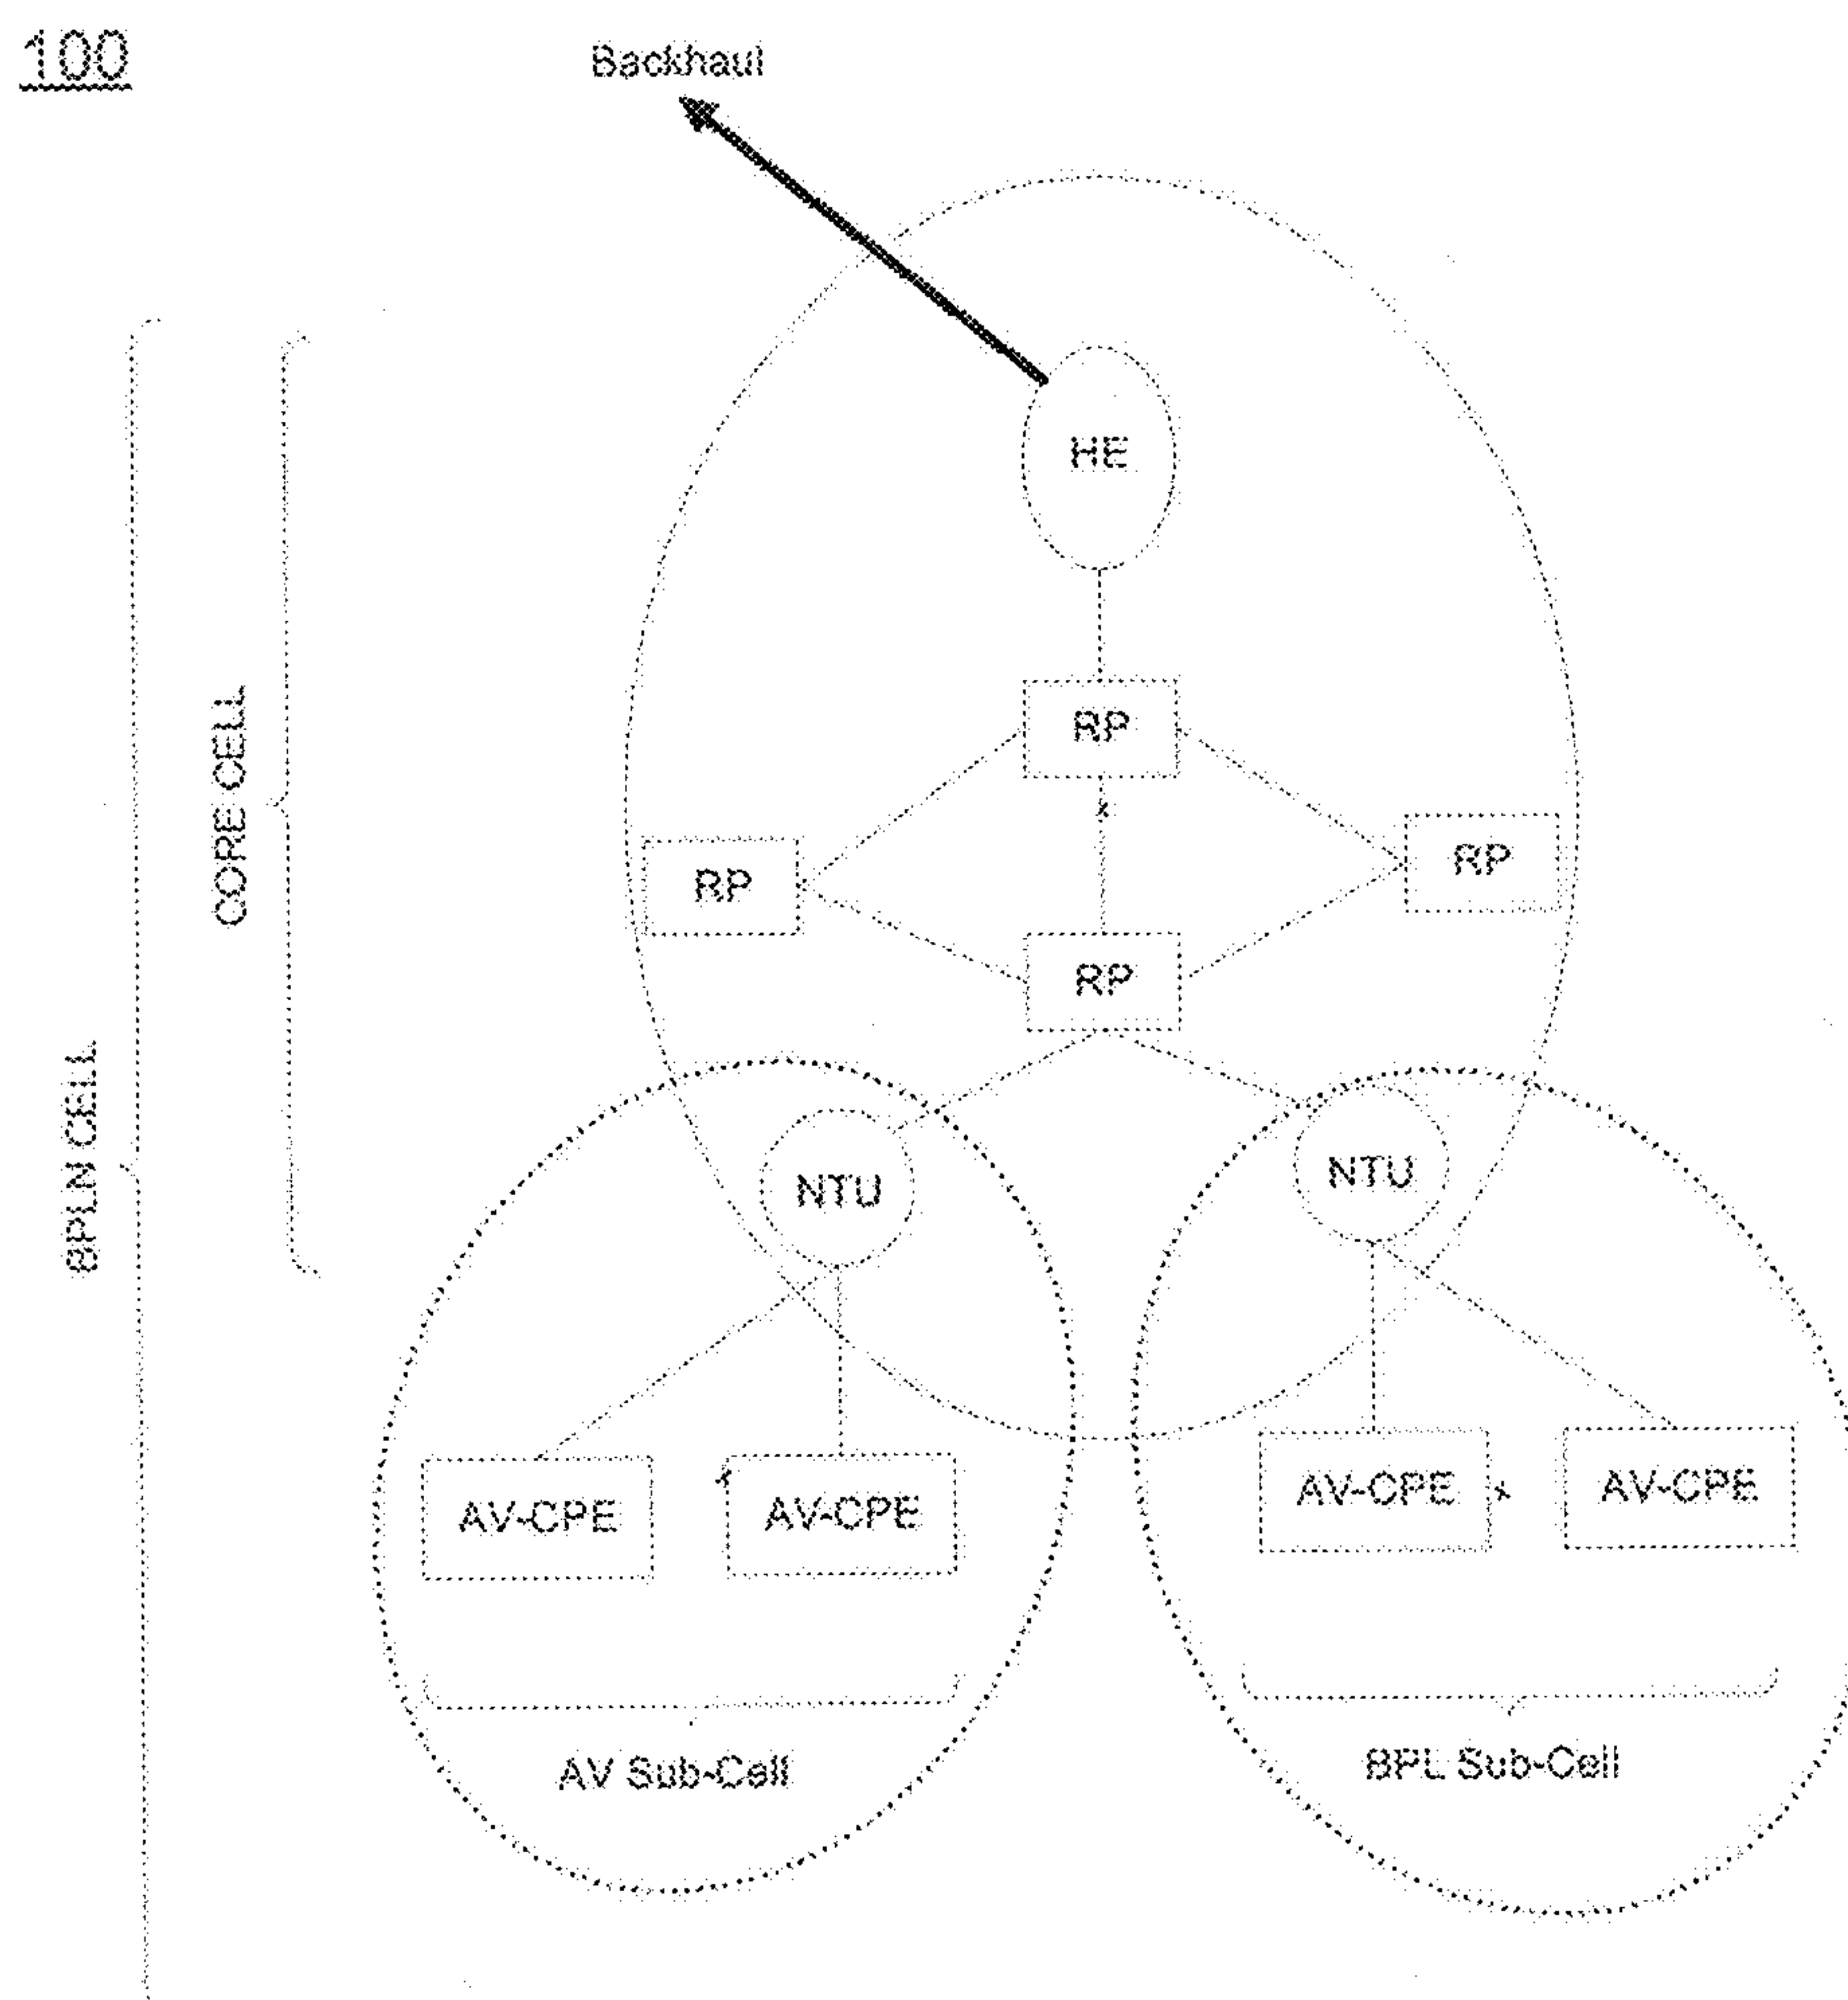 100
Backhaul
HE
RP
RP
RP
RP
CORE CELL
BPLN CELL
NTU
NTU
AV-CPE
AV-CPE
AV-CPE
AV-CPE
AV Sub-Cell
BPL Sub-Cell